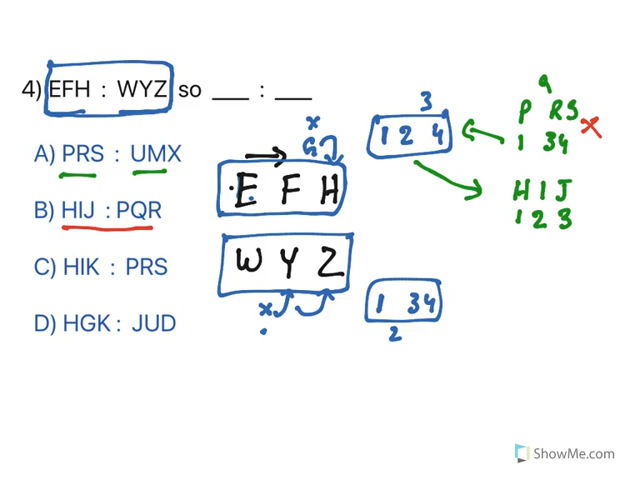 4) EFH : WYZ so ___ : ___
A) PRS : UMX
B) HIJ : PQR
C) HIK : PRS
D) HGK : JUD
x
G
E F H
W Y Z
x
3
1 2 4
1 34
2
q
P RS x
1 34
H I J
1 2 3
ShowMe.com